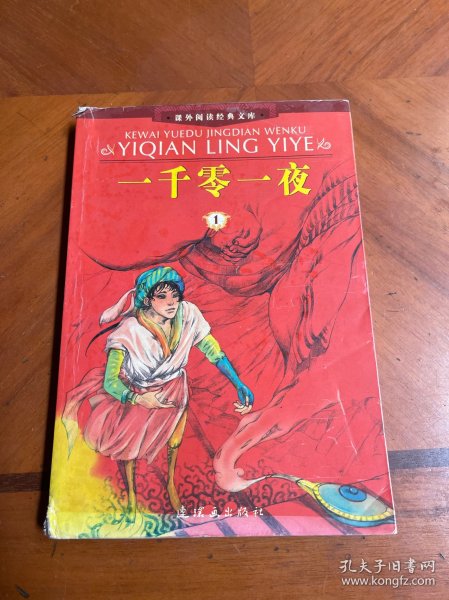 ·课外阅读经典文库·
KEWAI YUEDU JINGDIAN WENKU
YIQIAN LING YIYE
一千零一夜
1
连环画出版社
孔夫子旧书网
www.kongfz.com